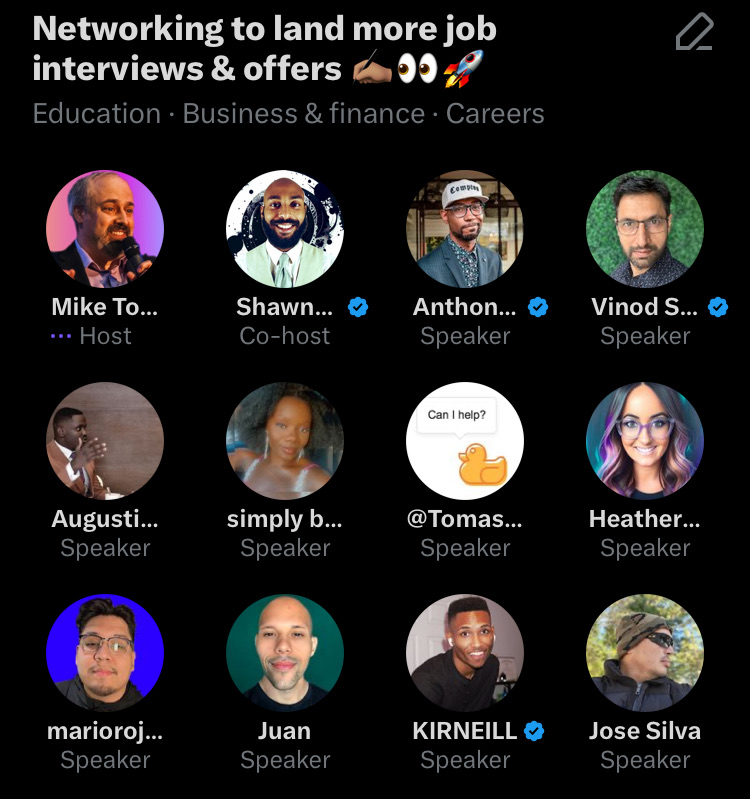 Networking to land more job
interviews & offers ✍🏽👀🚀
Education · Business & finance · Careers
Mike To... Shawn... Anthon... Vinod S...
Host Co-host Speaker Speaker
Compton
Can I help?
Augusti... simply b... @Tomas... Heather...
Speaker Speaker Speaker Speaker
marioroj... Juan KIRNEILL Jose Silva
Speaker Speaker Speaker Speaker